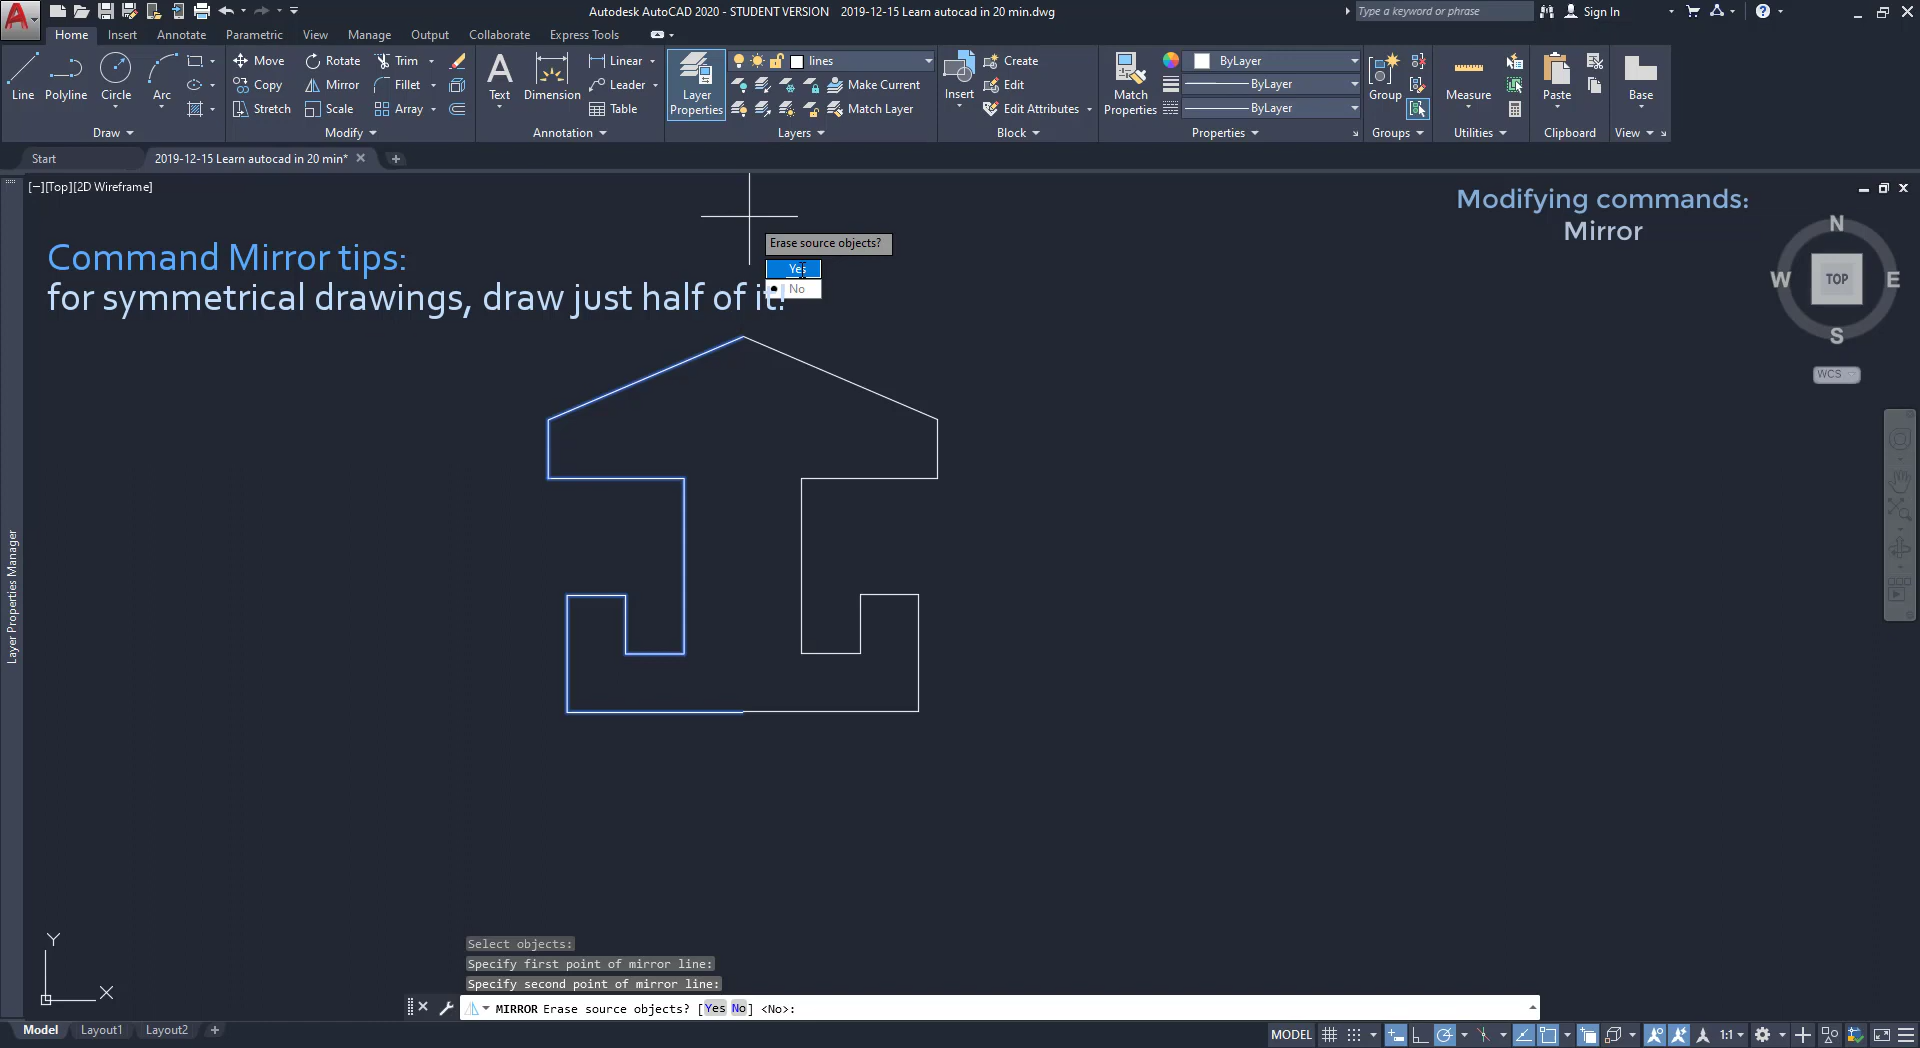 Autodesk AutoCAD 2020 - STUDENT VERSION 2019-12-15 Learn autocad in 20 min.dwg
Type a keyword or phrase
Sign In
Home Insert Annotate Parametric View Manage Output Collaborate Express Tools
Line Polyline Circle Arc
Draw
Move Rotate Trim
Copy Mirror Fillet
Stretch Scale Array
Modify
Text Dimension
Linear
Leader
Table
Annotation
Layer Properties
lines
Make Current
Match Layer
Layers
Insert
Create
Edit
Edit Attributes
Block
Match Properties
ByLayer
ByLayer
ByLayer
Properties
Group
Groups
Measure
Utilities
Paste
Clipboard
Base
View
Start
2019-12-15 Learn autocad in 20 min*
[−][Top][2D Wireframe]
Modifying commands:
Mirror
Command Mirror tips:
for symmetrical drawings, draw just half of it!
Erase source objects?
Yes
No
N
W TOP E
S
WCS
Layer Properties Manager
Y
X
Select objects:
Specify first point of mirror line:
Specify second point of mirror line:
MIRROR Erase source objects? [Yes No] <No>:
Model Layout1 Layout2
MODEL
1:1